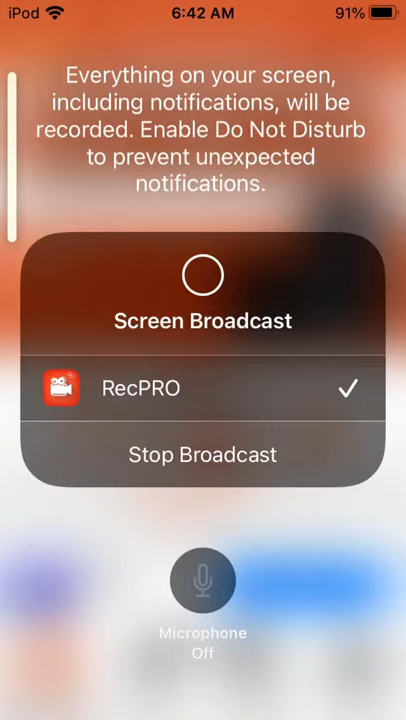 iPod 6:42 AM 91%
Everything on your screen,
including notifications, will be
recorded. Enable Do Not Disturb
to prevent unexpected
notifications.
Screen Broadcast
RecPRO
Stop Broadcast
Microphone
Off